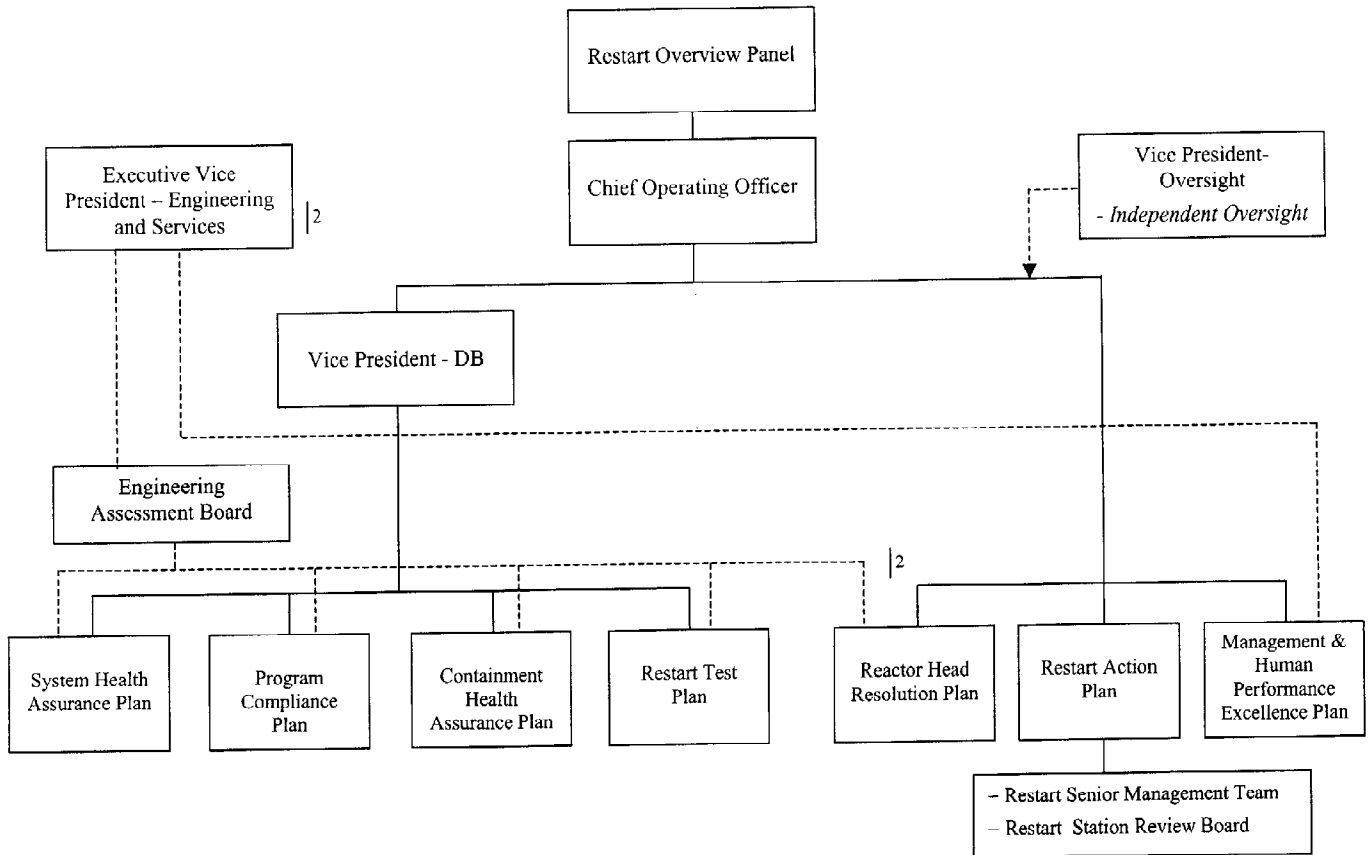 Restart Overview Panel
Chief Operating Officer
Executive Vice
President – Engineering
and Services
|2
Vice President-
Oversight
- Independent Oversight
Vice President - DB
Engineering
Assessment Board
|2
System Health
Assurance Plan
Program
Compliance
Plan
Containment
Health
Assurance Plan
Restart Test
Plan
Reactor Head
Resolution Plan
Restart Action
Plan
Management &
Human
Performance
Excellence Plan
– Restart Senior Management Team
– Restart Station Review Board